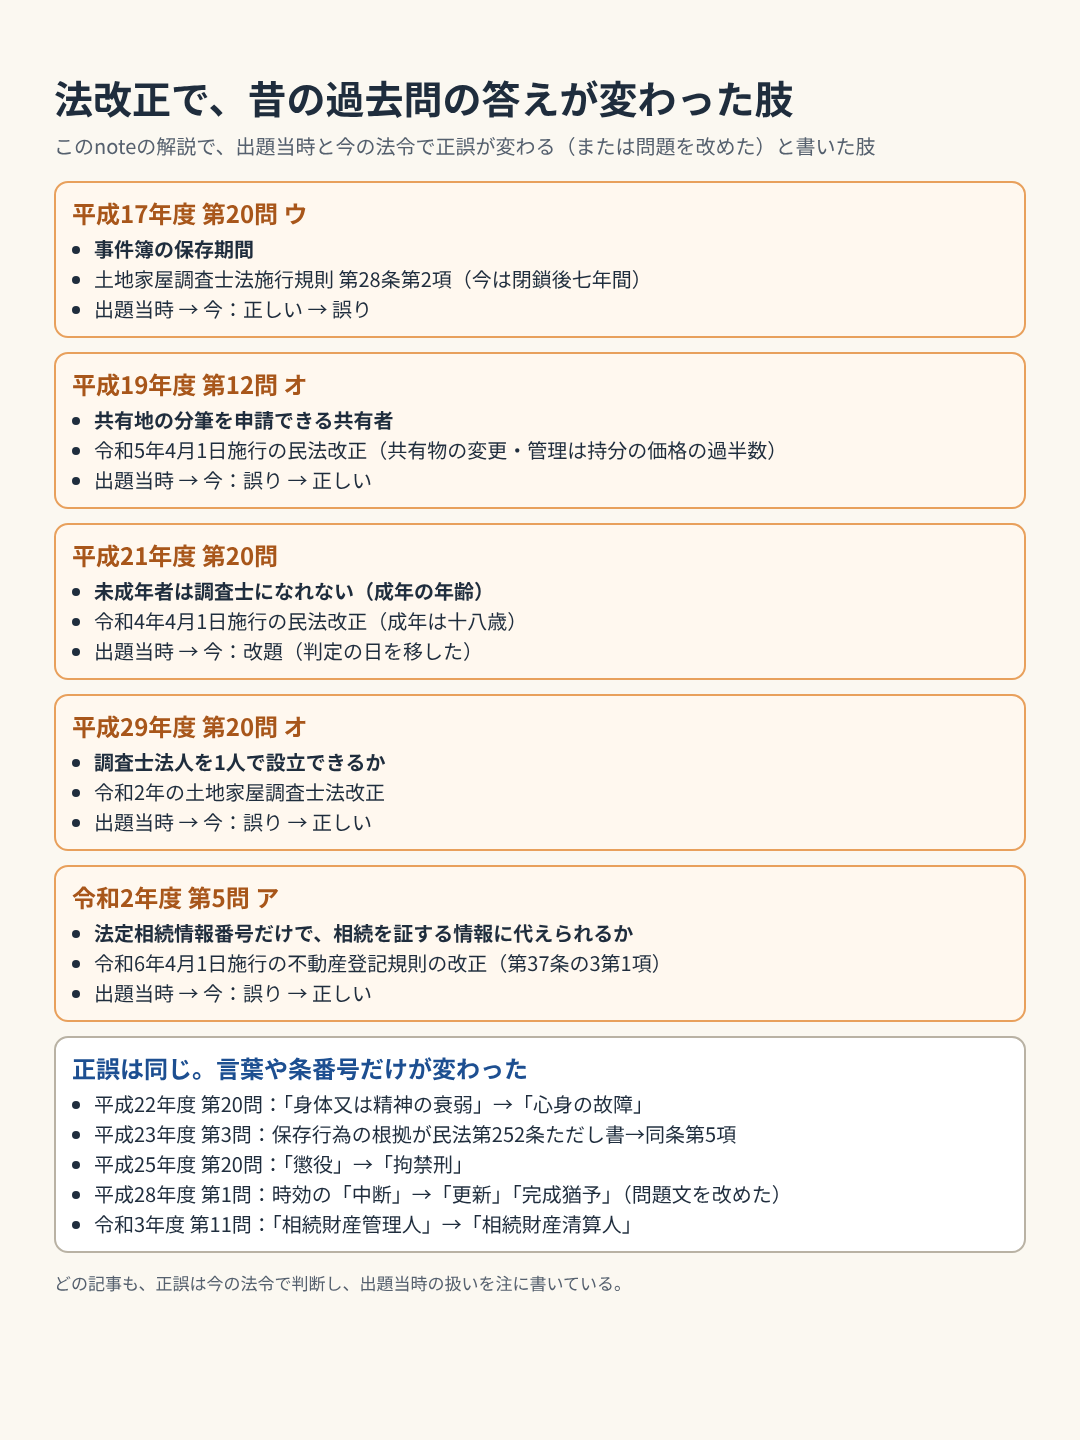 法改正で、昔の過去問の答えが変わった肢
このnoteの解説で、出題当時と今の法令で正誤が変わる（または問題を改めた）と書いた肢
平成17年度 第20問 ウ
• 事件簿の保存期間
• 土地家屋調査士法施行規則 第28条第2項（今は閉鎖後七年間）
• 出題当時 → 今：正しい → 誤り
平成19年度 第12問 オ
• 共有地の分筆を申請できる共有者
• 令和5年4月1日施行の民法改正（共有物の変更・管理は持分の価格の過半数）
• 出題当時 → 今：誤り → 正しい
平成21年度 第20問
• 未成年者は調査士になれない（成年の年齢）
• 令和4年4月1日施行の民法改正（成年は十八歳）
• 出題当時 → 今：改題（判定の日を移した）
平成29年度 第20問 オ
• 調査士法人を1人で設立できるか
• 令和2年の土地家屋調査士法改正
• 出題当時 → 今：誤り → 正しい
令和2年度 第5問 ア
• 法定相続情報番号だけで、相続を証する情報に代えられるか
• 令和6年4月1日施行の不動産登記規則の改正（第37条の3第1項）
• 出題当時 → 今：誤り → 正しい
正誤は同じ。言葉や条番号だけが変わった
• 平成22年度 第20問：「身体又は精神の衰弱」→「心身の故障」
• 平成23年度 第3問：保存行為の根拠が民法第252条ただし書→同条第5項
• 平成25年度 第20問：「懲役」→「拘禁刑」
• 平成28年度 第1問：時効の「中断」→「更新」「完成猶予」（問題文を改めた）
• 令和3年度 第11問：「相続財産管理人」→「相続財産清算人」
どの記事も、正誤は今の法令で判断し、出題当時の扱いを注に書いている。